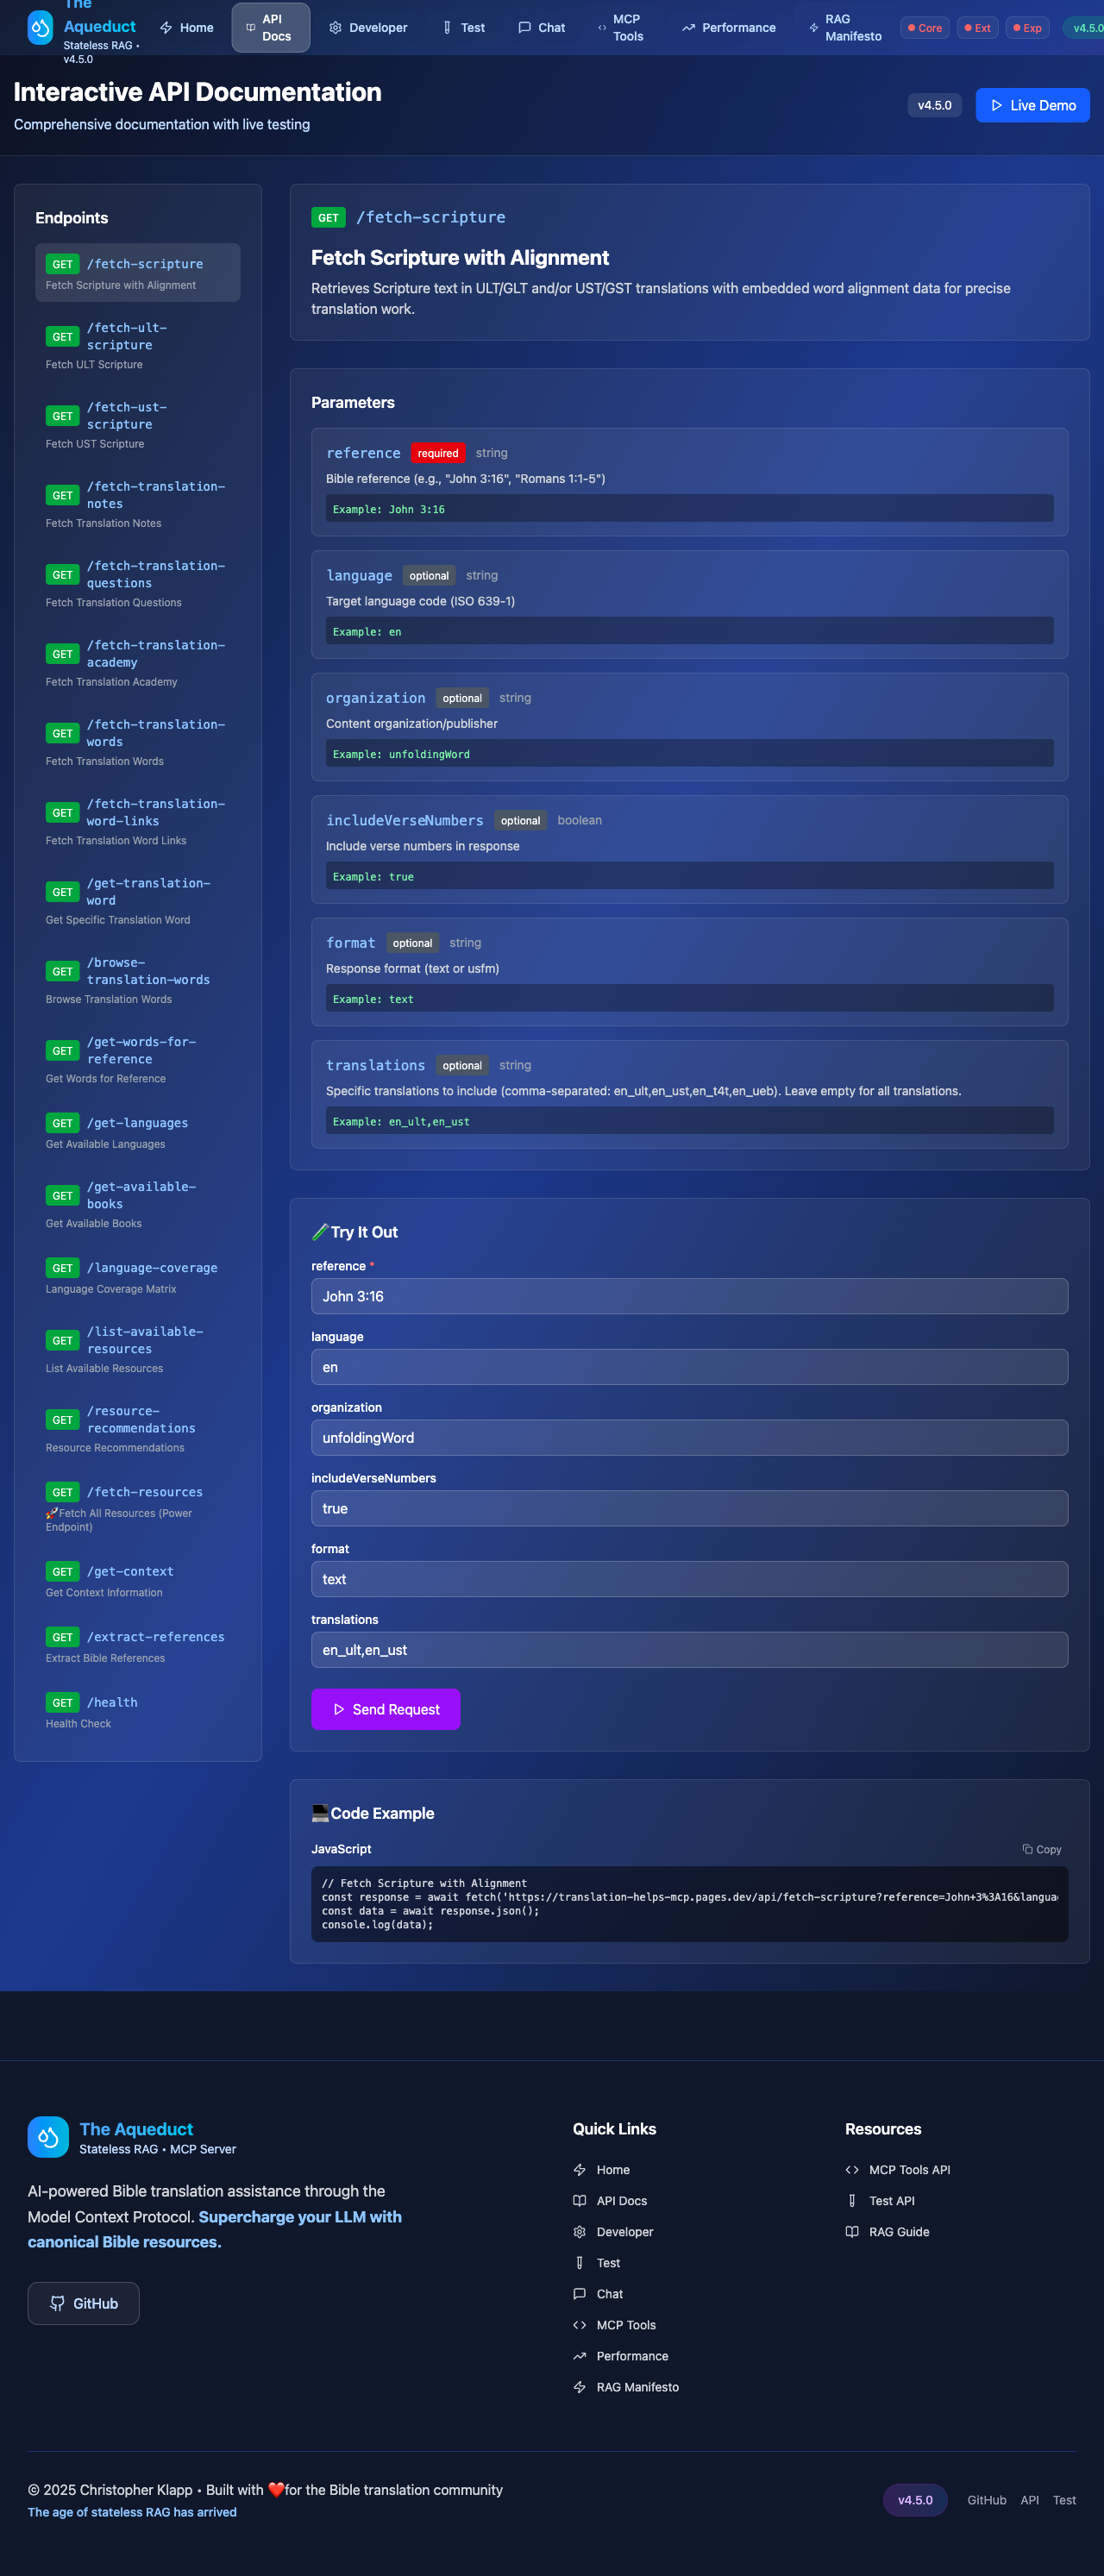 The
Aqueduct
Stateless RAG •
v4.5.0
Home
API
Docs
Developer
Test
Chat
MCP
Tools
Performance
RAG
Manifesto
Core
Ext
Exp
v4.5.0
Interactive API Documentation
Comprehensive documentation with live testing
v4.5.0
Live Demo
Endpoints
GET /fetch-scripture
Fetch Scripture with Alignment
GET /fetch-ult-
scripture
Fetch ULT Scripture
GET /fetch-ust-
scripture
Fetch UST Scripture
GET /fetch-translation-
notes
Fetch Translation Notes
GET /fetch-translation-
questions
Fetch Translation Questions
GET /fetch-translation-
academy
Fetch Translation Academy
GET /fetch-translation-
words
Fetch Translation Words
GET /fetch-translation-
word-links
Fetch Translation Word Links
GET /get-translation-
word
Get Specific Translation Word
GET /browse-
translation-words
Browse Translation Words
GET /get-words-for-
reference
Get Words for Reference
GET /get-languages
Get Available Languages
GET /get-available-
books
Get Available Books
GET /language-coverage
Language Coverage Matrix
GET /list-available-
resources
List Available Resources
GET /resource-
recommendations
Resource Recommendations
GET /fetch-resources
🚀Fetch All Resources (Power
Endpoint)
GET /get-context
Get Context Information
GET /extract-references
Extract Bible References
GET /health
Health Check
GET /fetch-scripture
Fetch Scripture with Alignment
Retrieves Scripture text in ULT/GLT and/or UST/GST translations with embedded word alignment data for precise
translation work.
Parameters
reference required string
Bible reference (e.g., "John 3:16", "Romans 1:1-5")
Example: John 3:16
language optional string
Target language code (ISO 639-1)
Example: en
organization optional string
Content organization/publisher
Example: unfoldingWord
includeVerseNumbers optional boolean
Include verse numbers in response
Example: true
format optional string
Response format (text or usfm)
Example: text
translations optional string
Specific translations to include (comma-separated: en_ult,en_ust,en_t4t,en_ueb). Leave empty for all translations.
Example: en_ult,en_ust
🧪Try It Out
reference *
John 3:16
language
en
organization
unfoldingWord
includeVerseNumbers
true
format
text
translations
en_ult,en_ust
Send Request
💻Code Example
JavaScript
Copy
// Fetch Scripture with Alignment
const response = await fetch('https://translation-helps-mcp.pages.dev/api/fetch-scripture?reference=John+3%3A16&langua
const data = await response.json();
console.log(data);
The Aqueduct
Stateless RAG • MCP Server
AI-powered Bible translation assistance through the
Model Context Protocol. Supercharge your LLM with
canonical Bible resources.
GitHub
Quick Links
Home
API Docs
Developer
Test
Chat
MCP Tools
Performance
RAG Manifesto
Resources
MCP Tools API
Test API
RAG Guide
© 2025 Christopher Klapp • Built with ❤️for the Bible translation community
The age of stateless RAG has arrived
v4.5.0
GitHub
API
Test